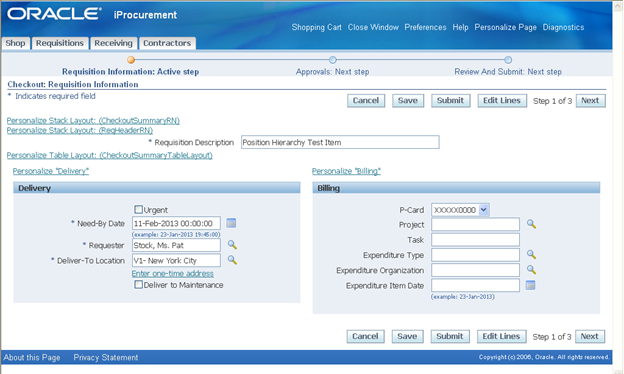 ORACLE iProcurement
Shopping Cart Close Window Preferences Help Personalize Page Diagnostics
Shop Requisitions Receiving Contractors
Requisition Information: Active step Approvals: Next step Review And Submit: Next step
Checkout: Requisition Information
* Indicates required field
Cancel Save Submit Edit Lines Step 1 of 3 Next
Personalize Stack Layout: (CheckoutSummaryRN)
Personalize Stack Layout: (ReqHeaderRN)
* Requisition Description Position Hierarchy Test Item
Personalize Table Layout: (CheckoutSummaryTableLayout)
Personalize "Delivery" Personalize "Billing"
Delivery
Urgent
* Need-By Date 11-Feb-2013 00:00:00
(example: 23-Jan-2013 19:45:00)
* Requester Stock, Ms. Pat
* Deliver-To Location V1- New York City
Enter one-time address
Deliver to Maintenance
Billing
P-Card XXXXX0000
Project
Task
Expenditure Type
Expenditure Organization
Expenditure Item Date
(example: 23-Jan-2013)
Cancel Save Submit Edit Lines Step 1 of 3 Next
About this Page Privacy Statement Copyright (c) 2006, Oracle. All rights reserved.